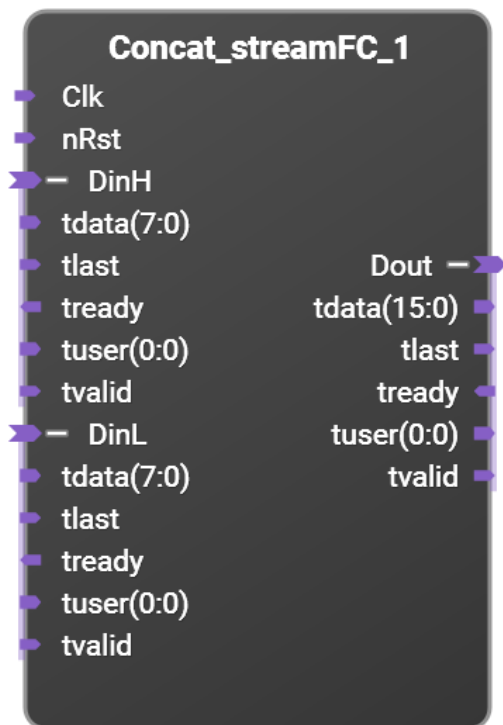 Concat_streamFC_1
Clk
nRst
DinH
tdata(7:0)
tlast
tready
tuser(0:0)
tvalid
DinL
tdata(7:0)
tlast
tready
tuser(0:0)
tvalid
Dout
tdata(15:0)
tlast
tready
tuser(0:0)
tvalid